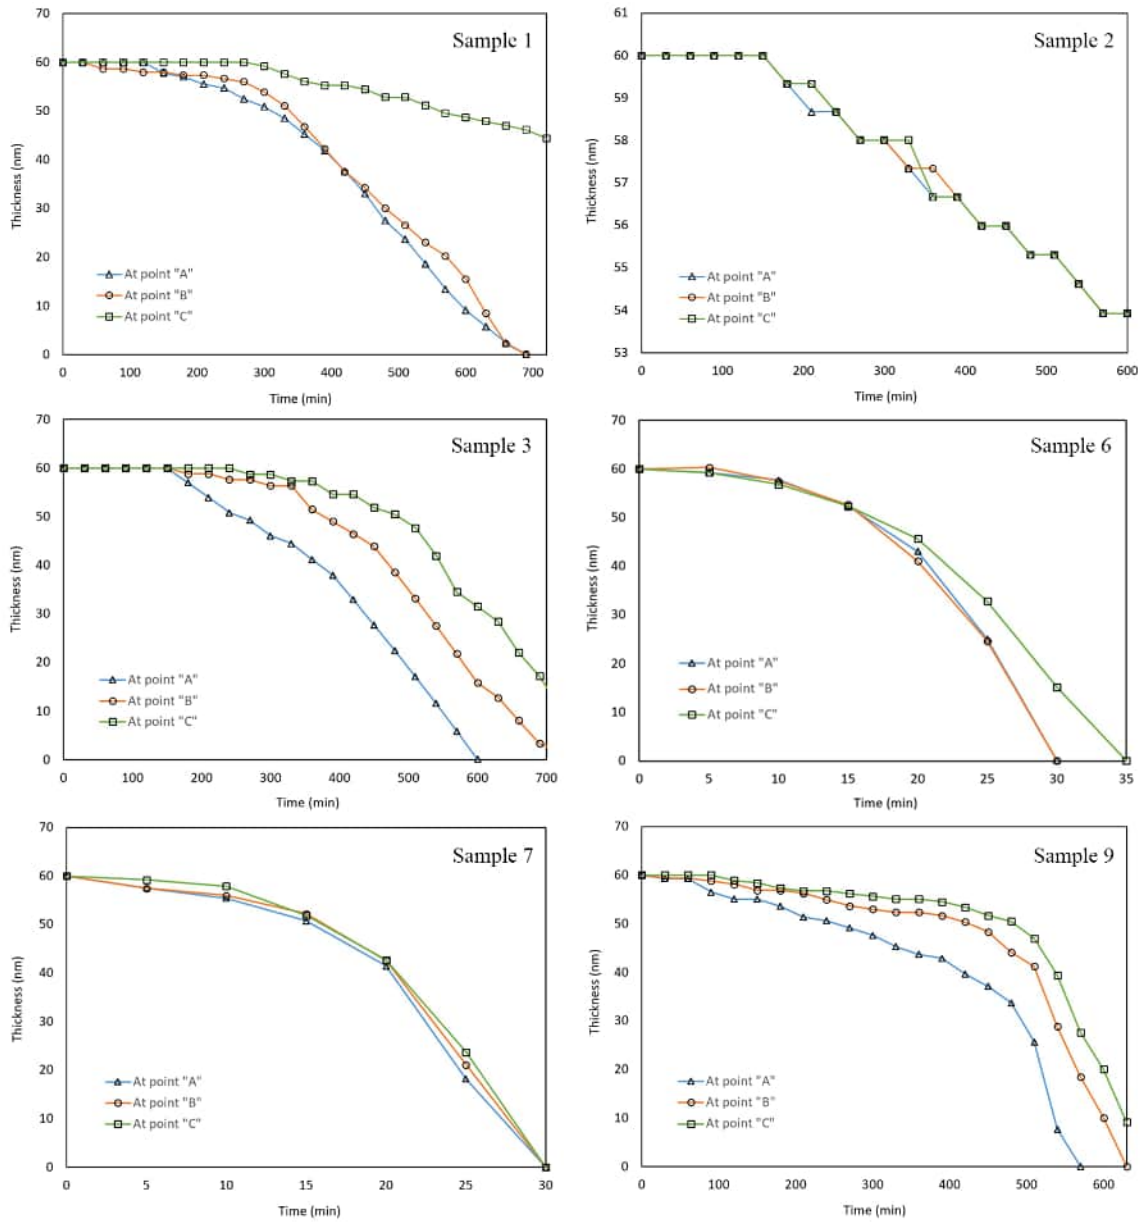 70
60
50
40
30
20
10
0
Thickness (nm)
Sample 1
At point "A"
At point "B"
At point "C"
0 100 200 300 400 500 600 700
Time (min)
61
60
59
58
57
56
55
54
53
Thickness (nm)
Sample 2
At point "A"
At point "B"
At point "C"
0 100 200 300 400 500 600
Time (min)
70
60
50
40
30
20
10
0
Thickness (nm)
Sample 3
At point "A"
At point "B"
At point "C"
0 100 200 300 400 500 600 700
Time (min)
70
60
50
40
30
20
10
0
Thickness (nm)
Sample 6
At point "A"
At point "B"
At point "C"
0 5 10 15 20 25 30 35
Time (min)
70
60
50
40
30
20
10
0
Thickness (nm)
Sample 7
At point "A"
At point "B"
At point "C"
0 5 10 15 20 25 30
Time (min)
70
60
50
40
30
20
10
0
Thickness (nm)
Sample 9
At point "A"
At point "B"
At point "C"
0 100 200 300 400 500 600
Time (min)